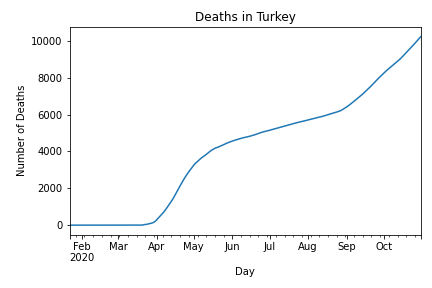 Deaths in Turkey
10000
8000
6000
4000
2000
0
Number of Deaths
Feb Mar Apr May Jun Jul Aug Sep Oct
2020
Day